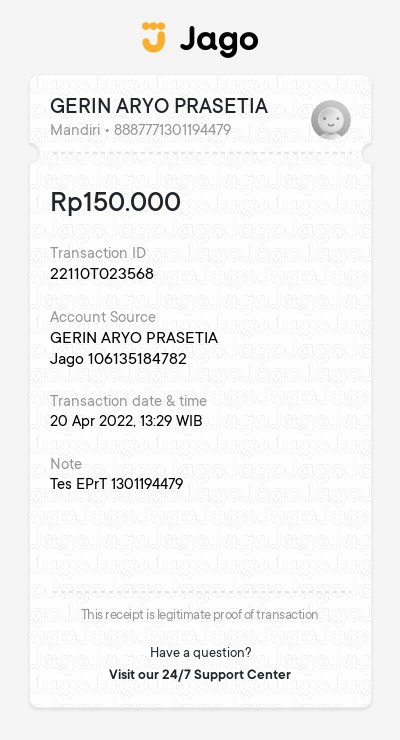 Jago
GERIN ARYO PRASETIA
Mandiri • 8888771301194479
Rp150.000
Transaction ID
22110T023568
Account Source
GERIN ARYO PRASETIA
Jago 106135184782
Transaction date & time
20 Apr 2022, 13:29 WIB
Note
Tes EPrT 1301194479
This receipt is legitimate proof of transaction
Have a question?
Visit our 24/7 Support Center